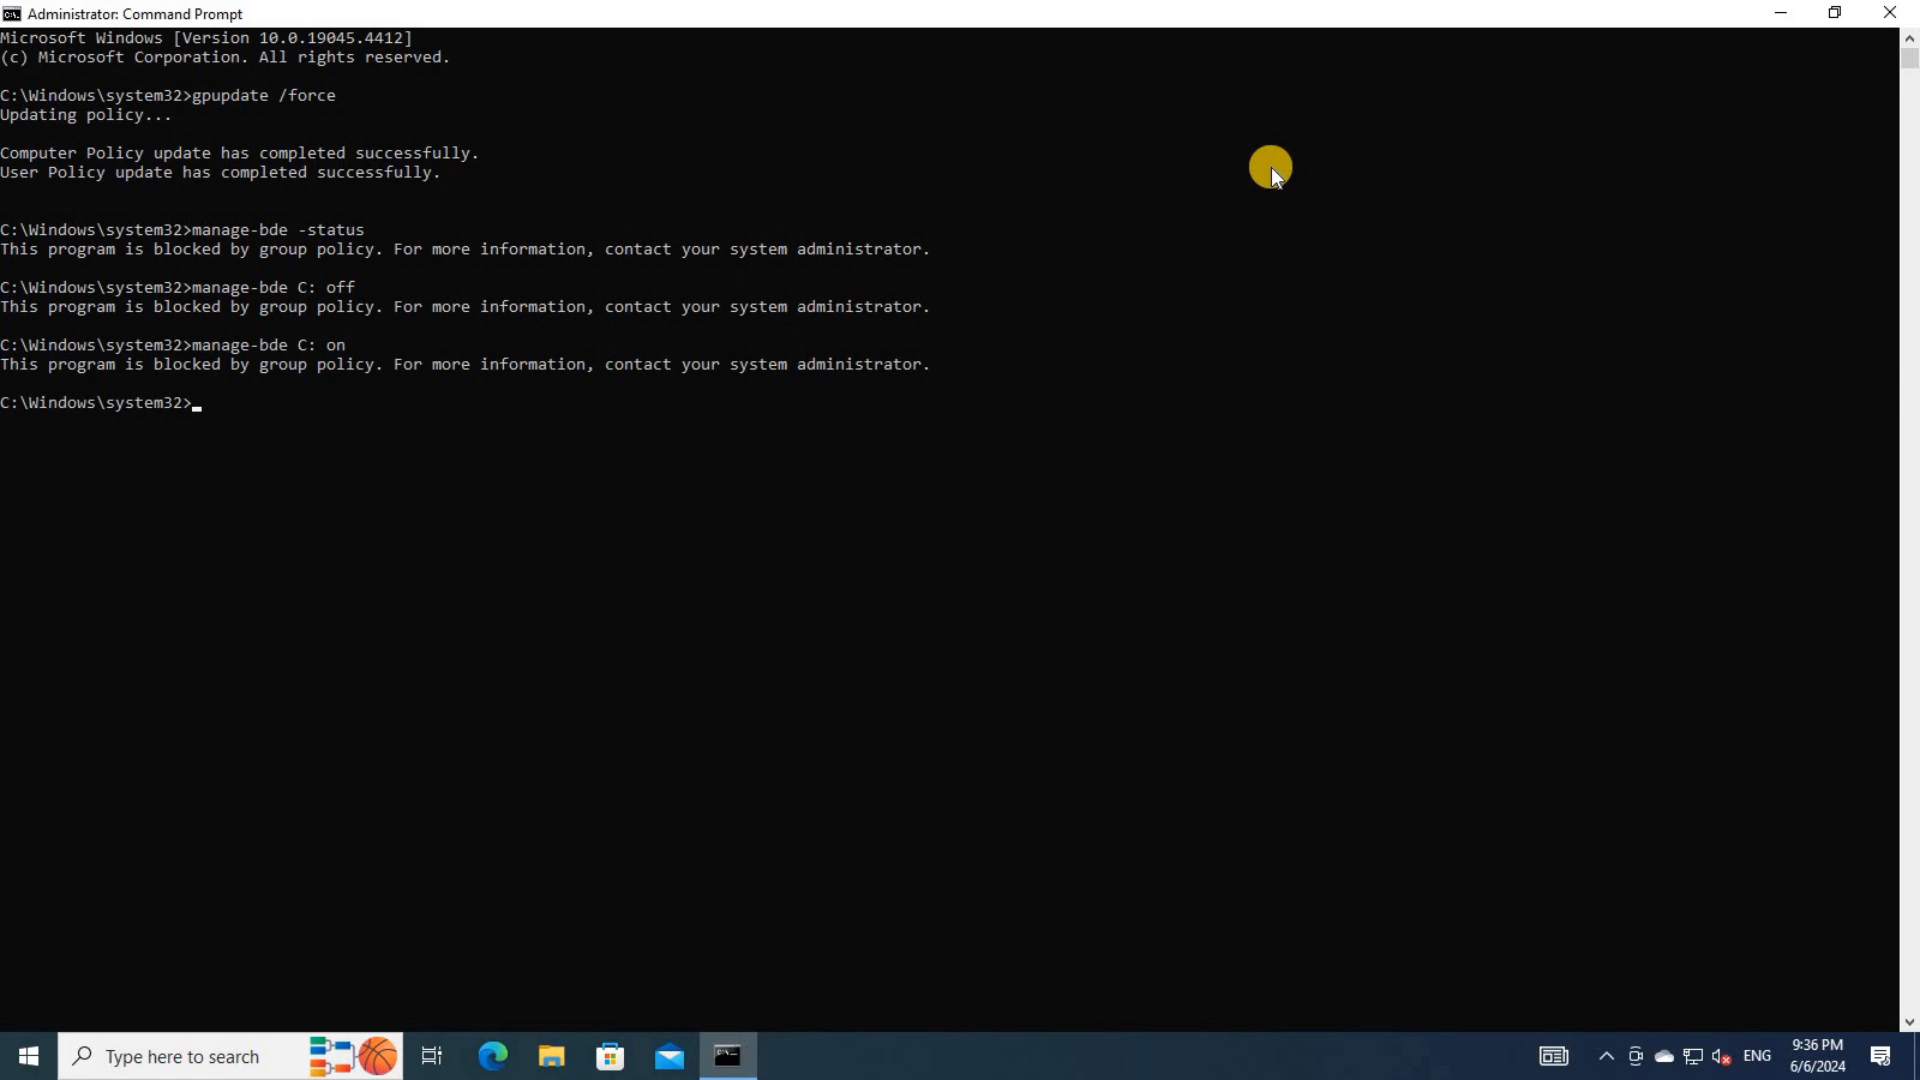 Administrator: Command Prompt
Microsoft Windows [Version 10.0.19045.4412]
(c) Microsoft Corporation. All rights reserved.
C:\Windows\system32>gpupdate /force
Updating policy...
Computer Policy update has completed successfully.
User Policy update has completed successfully.
C:\Windows\system32>manage-bde -status
This program is blocked by group policy. For more information, contact your system administrator.
C:\Windows\system32>manage-bde C: off
This program is blocked by group policy. For more information, contact your system administrator.
C:\Windows\system32>manage-bde C: on
This program is blocked by group policy. For more information, contact your system administrator.
C:\Windows\system32>
Type here to search
ENG
9:36 PM
6/6/2024